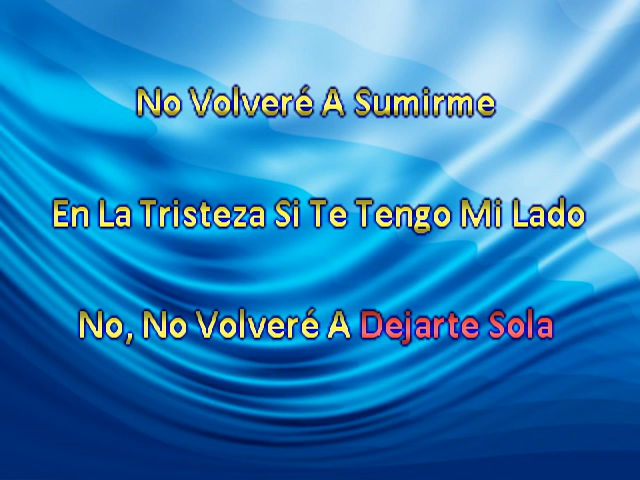 No Volveré A Sumirme
En La Tristeza Si Te Tengo Mi Lado
No, No Volveré A Dejarte Sola